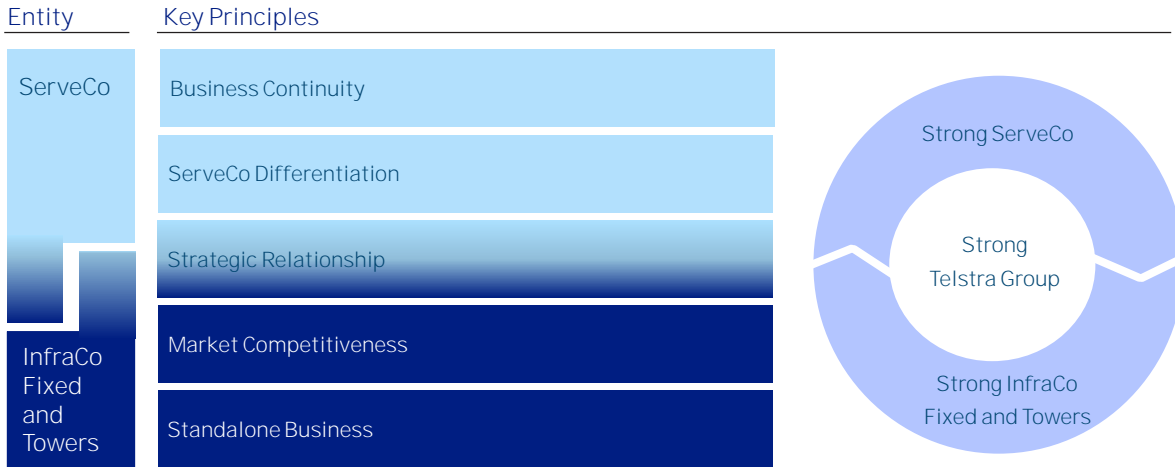 Entity
Key Principles
ServeCo
Business Continuity
ServeCo Differentiation
Strategic Relationship
InfraCo
Fixed
and
Towers
Market Competitiveness
Standalone Business
Strong ServeCo
Strong
Telstra Group
Strong InfraCo
Fixed and Towers